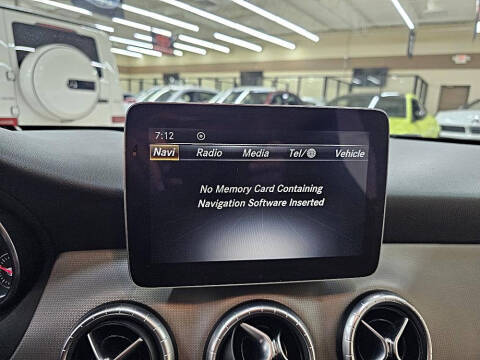 7:12
Navi Radio Media Tel/ Vehicle
No Memory Card Containing
Navigation Software Inserted